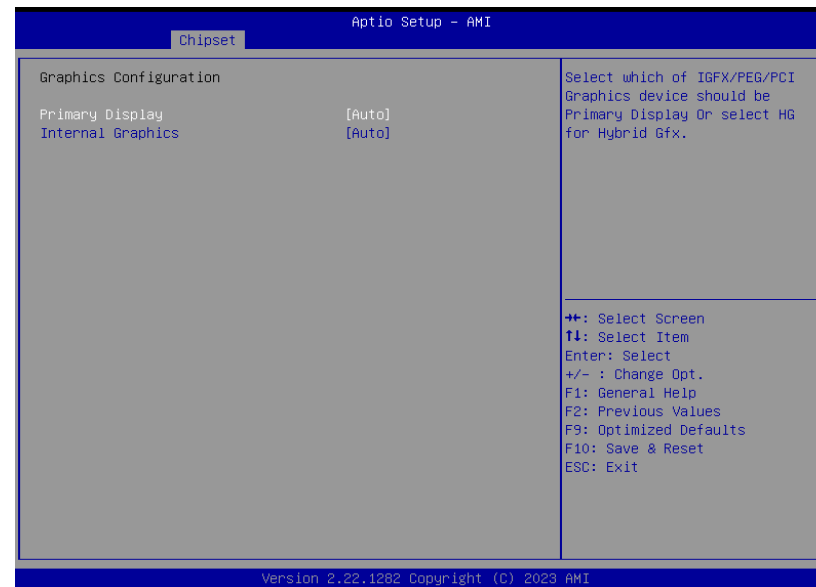 Aptio Setup – AMI
Chipset
Graphics Configuration
Primary Display [Auto]
Internal Graphics [Auto]
Select which of IGFX/PEG/PCI
Graphics device should be
Primary Display Or select HG
for Hybrid Gfx.
→←: Select Screen
↑↓: Select Item
Enter: Select
+/- : Change Opt.
F1: General Help
F2: Previous Values
F9: Optimized Defaults
F10: Save & Reset
ESC: Exit
Version 2.22.1282 Copyright (C) 2023 AMI